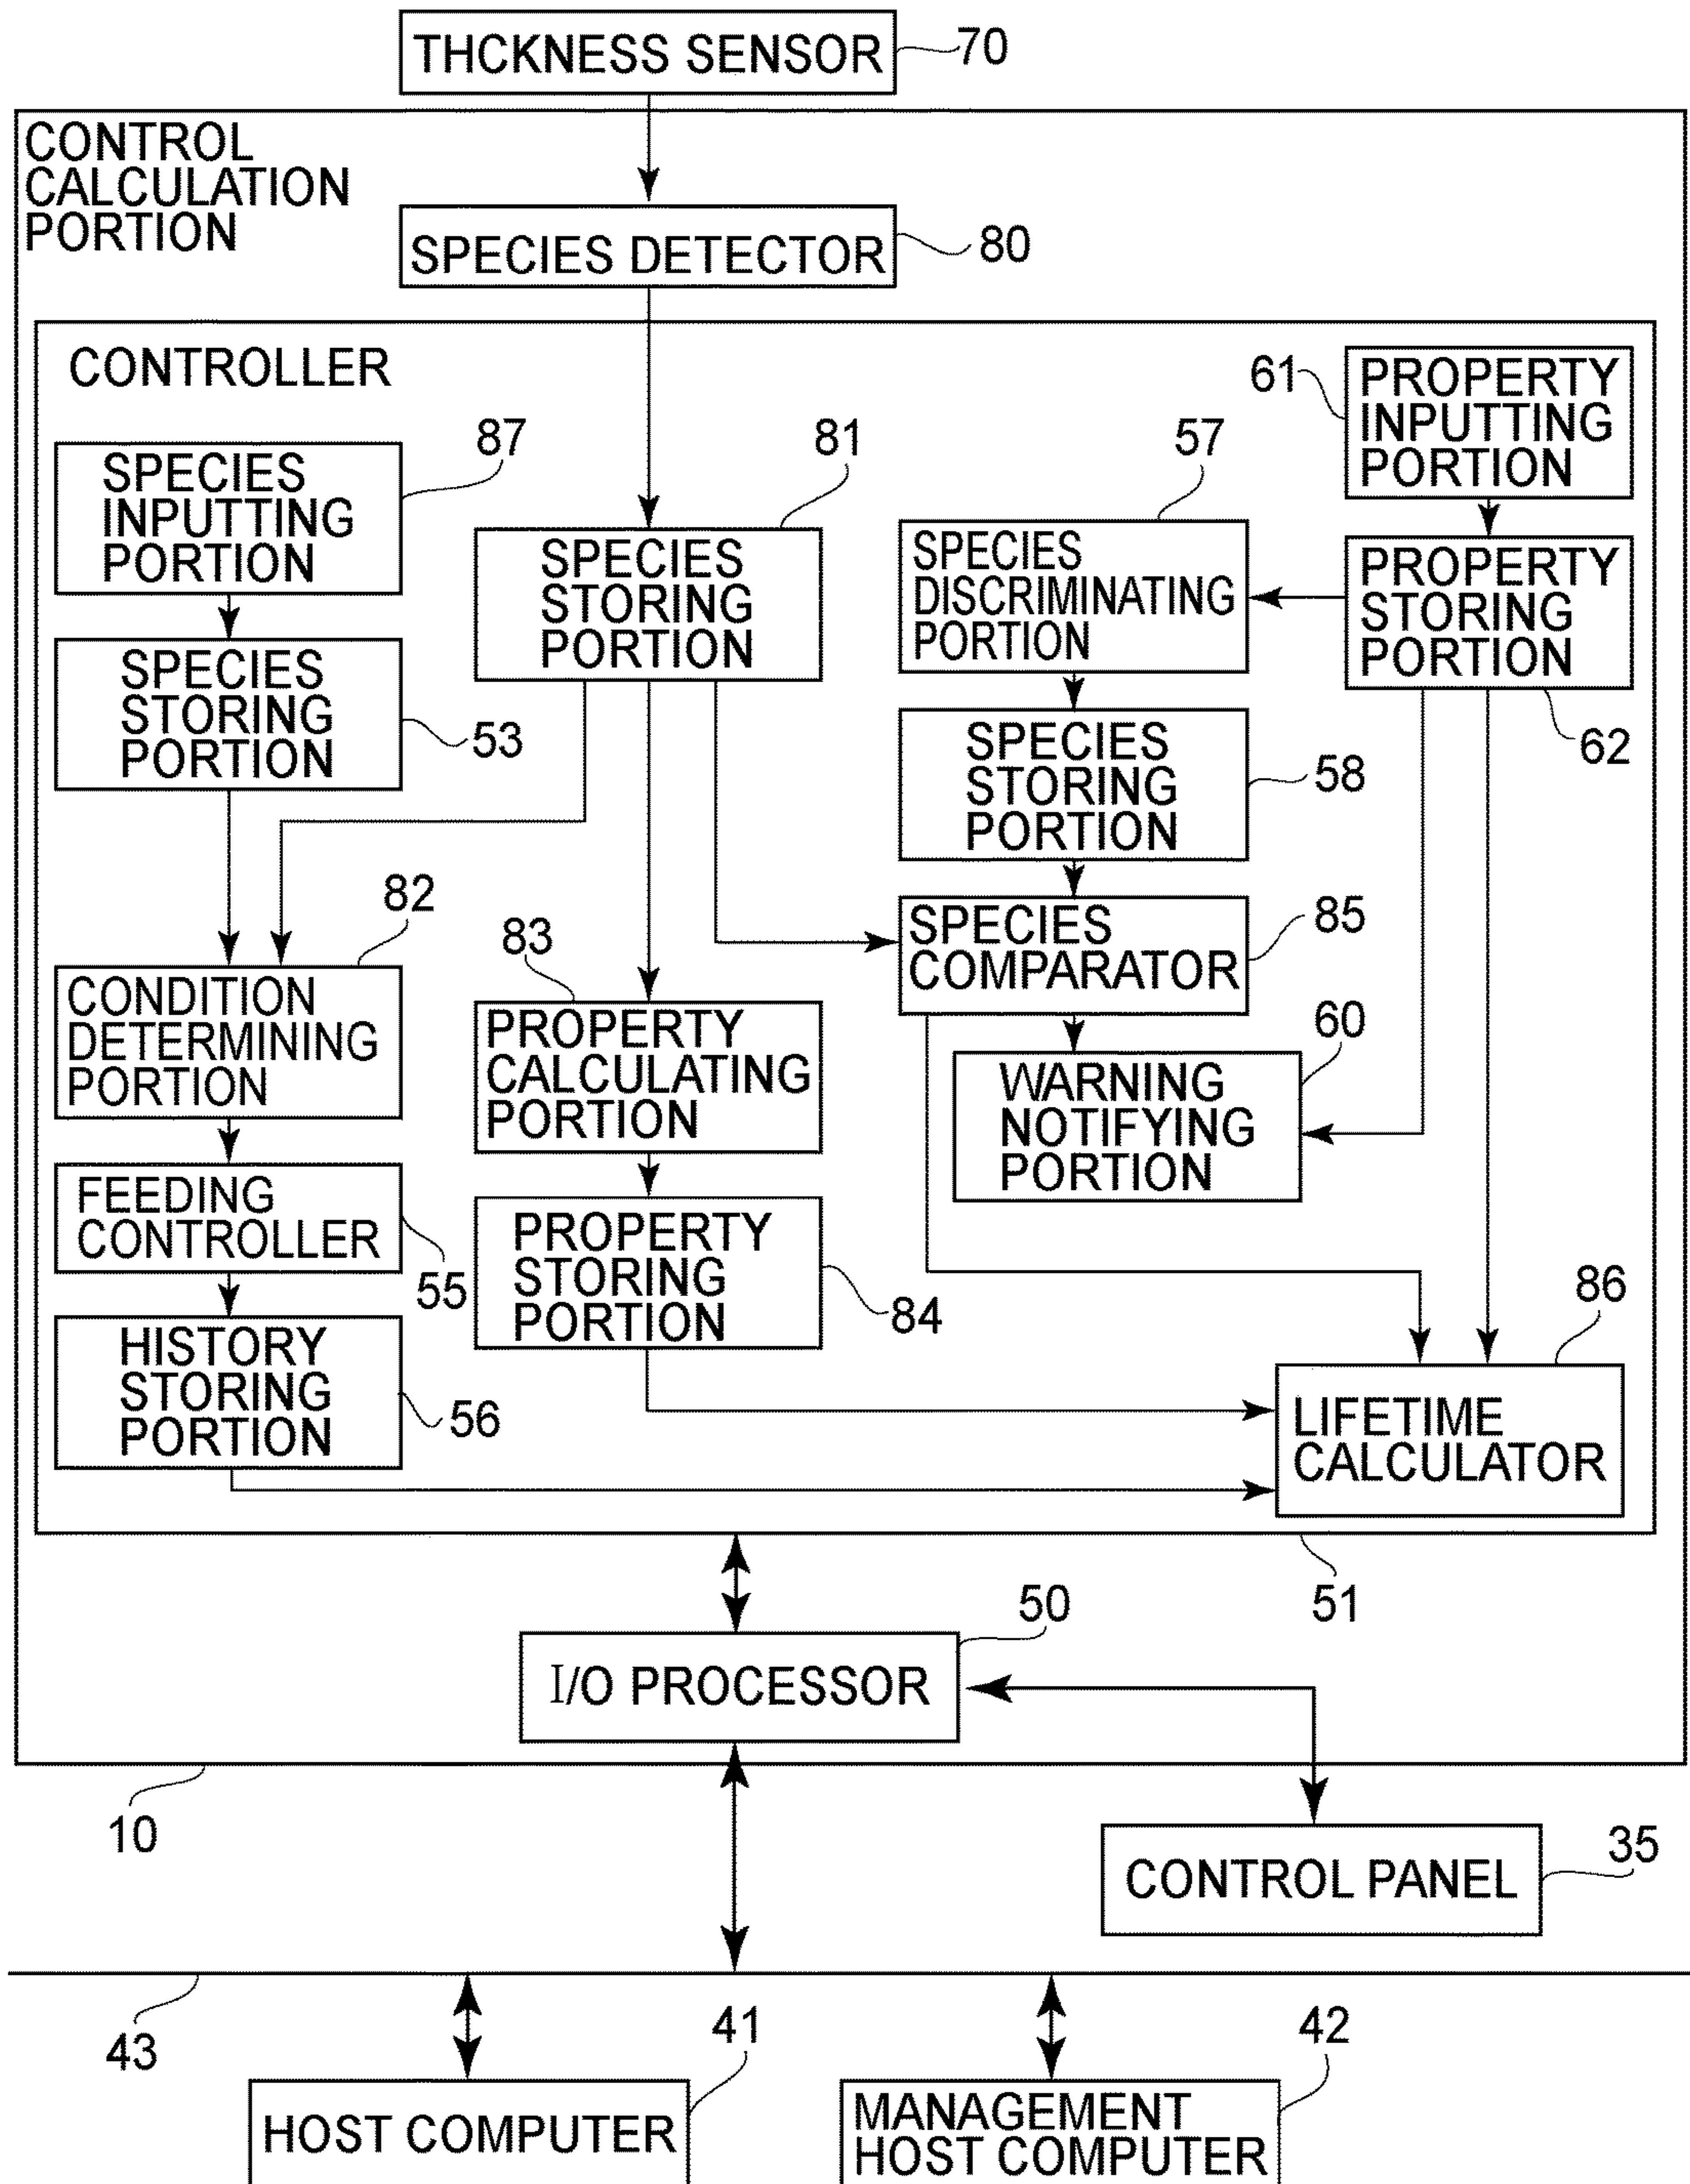 THCKNESS SENSOR
70
CONTROL
CALCULATION
PORTION
SPECIES DETECTOR
80
CONTROLLER
61
PROPERTY
INPUTTING
PORTION
87
SPECIES
INPUTTING
PORTION
81
SPECIES
STORING
PORTION
57
SPECIES
DISCRIMINATING
PORTION
PROPERTY
STORING
PORTION
62
SPECIES
STORING
PORTION
53
SPECIES
STORING
PORTION
58
82
CONDITION
DETERMINING
PORTION
83
PROPERTY
CALCULATING
PORTION
SPECIES
COMPARATOR
85
60
WARNING
NOTIFYING
PORTION
FEEDING
CONTROLLER
55
PROPERTY
STORING
PORTION
84
86
HISTORY
STORING
PORTION
56
LIFETIME
CALCULATOR
51
50
I/O PROCESSOR
10
35
CONTROL PANEL
43
41
42
HOST COMPUTER
MANAGEMENT
HOST COMPUTER